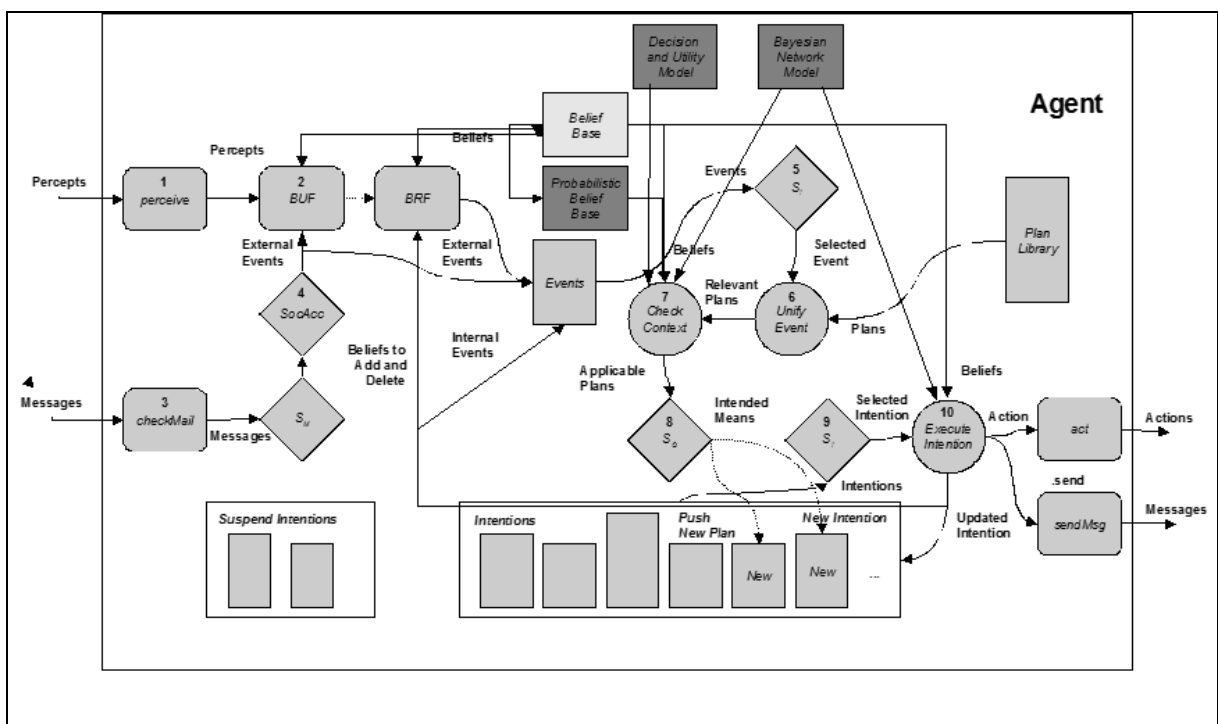 Agent
Decision
and Utility
Model
Bayesian
Network
Model
Belief
Base
Beliefs
Probabilistic
Belief
Base
Percepts
Percepts
1
perceive
2
BUF
BRF
External
Events
External
Events
Events
Events
5
S
Selected
Event
Plan
Library
Beliefs
4
SocAcc
7
Check
Context
Relevant
Plans
6
Unify
Event
Plans
Internal
Events
Beliefs to
Add and
Delete
Applicable
Plans
Beliefs
Messages
3
checkMail
Messages
S_M
8
S
Intended
Means
9
S
Selected
Intention
10
Execute
Intention
Action
act
Actions
Intentions
.send
sendMsg
Messages
Updated
Intention
Suspend Intentions
Intentions
Push
New Plan
New Intention
New
New
...